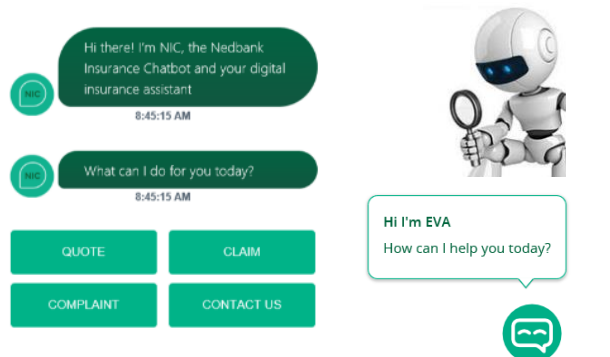 Hi there! I'm NIC, the Nedbank
Insurance Chatbot and your digital
insurance assistant
NIC
8:45:15 AM
What can I do for you today?
NIC
8:45:15 AM
QUOTE
CLAIM
COMPLAINT
CONTACT US
Hi I'm EVA
How can I help you today?